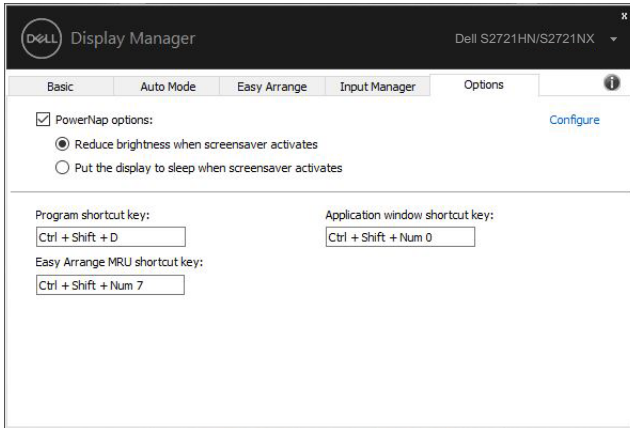 x
DELL Display Manager
Dell S2721HN/S2721NX
Basic Auto Mode Easy Arrange Input Manager Options i
PowerNap options: Configure
Reduce brightness when screensaver activates
Put the display to sleep when screensaver activates
Program shortcut key: Application window shortcut key:
Ctrl + Shift + D Ctrl + Shift + Num 0
Easy Arrange MRU shortcut key:
Ctrl + Shift + Num 7